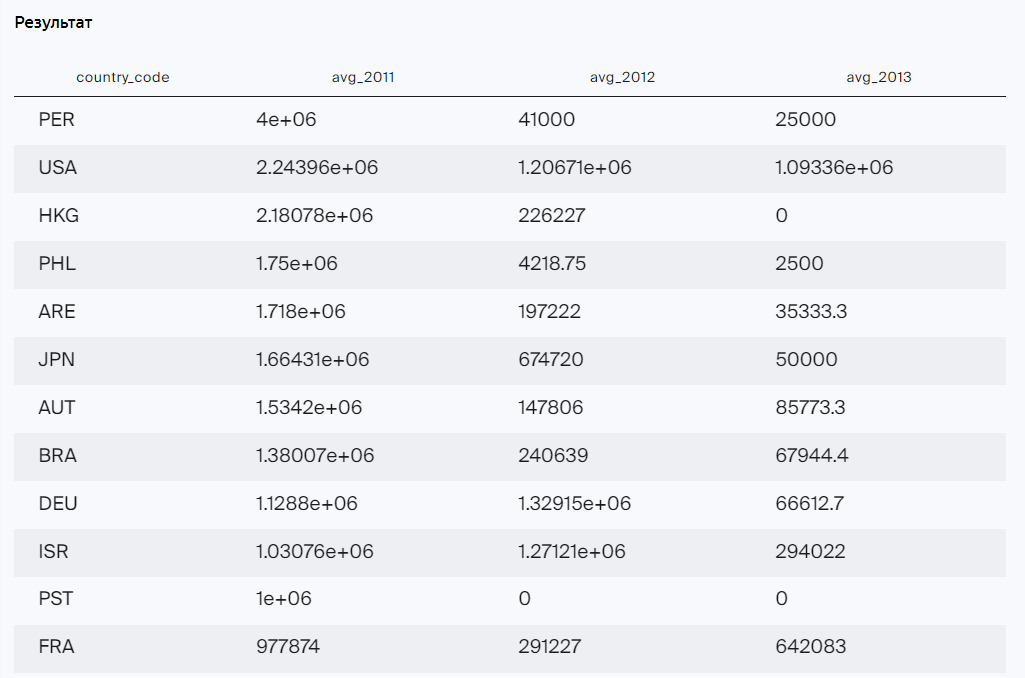 Результат
country_code avg_2011 avg_2012 avg_2013
PER 4e+06 41000 25000
USA 2.24396e+06 1.20671e+06 1.09336e+06
HKG 2.18078e+06 226227 0
PHL 1.75e+06 4218.75 2500
ARE 1.718e+06 197222 35333.3
JPN 1.66431e+06 674720 50000
AUT 1.5342e+06 147806 85773.3
BRA 1.38007e+06 240639 67944.4
DEU 1.1288e+06 1.32915e+06 66612.7
ISR 1.03076e+06 1.27121e+06 294022
PST 1e+06 0 0
FRA 977874 291227 642083